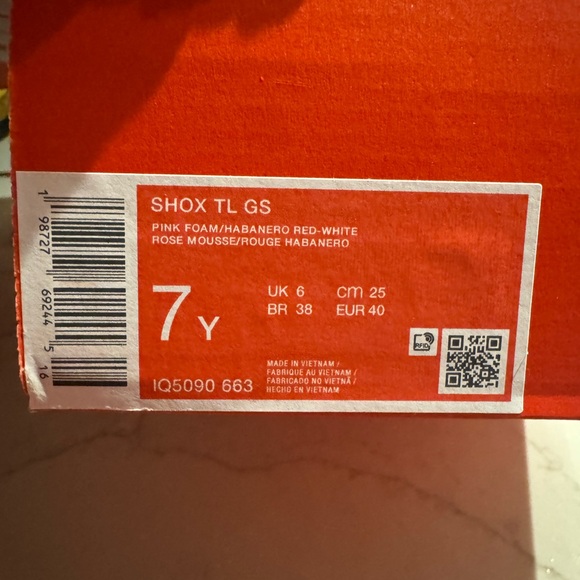 SHOX TL GS
PINK FOAM/HABANERO RED-WHITE
ROSE MOUSSE/ROUGE HABANERO
7 Y
UK 6 cm 25
BR 38 EUR 40
RFID
MADE IN VIETNAM /
FABRIQUE AU VIETNAM /
FABRICADO NO VIETNÃ /
HECHO EN VIETNAM
IQ5090 663
1 98727 69244 5 16